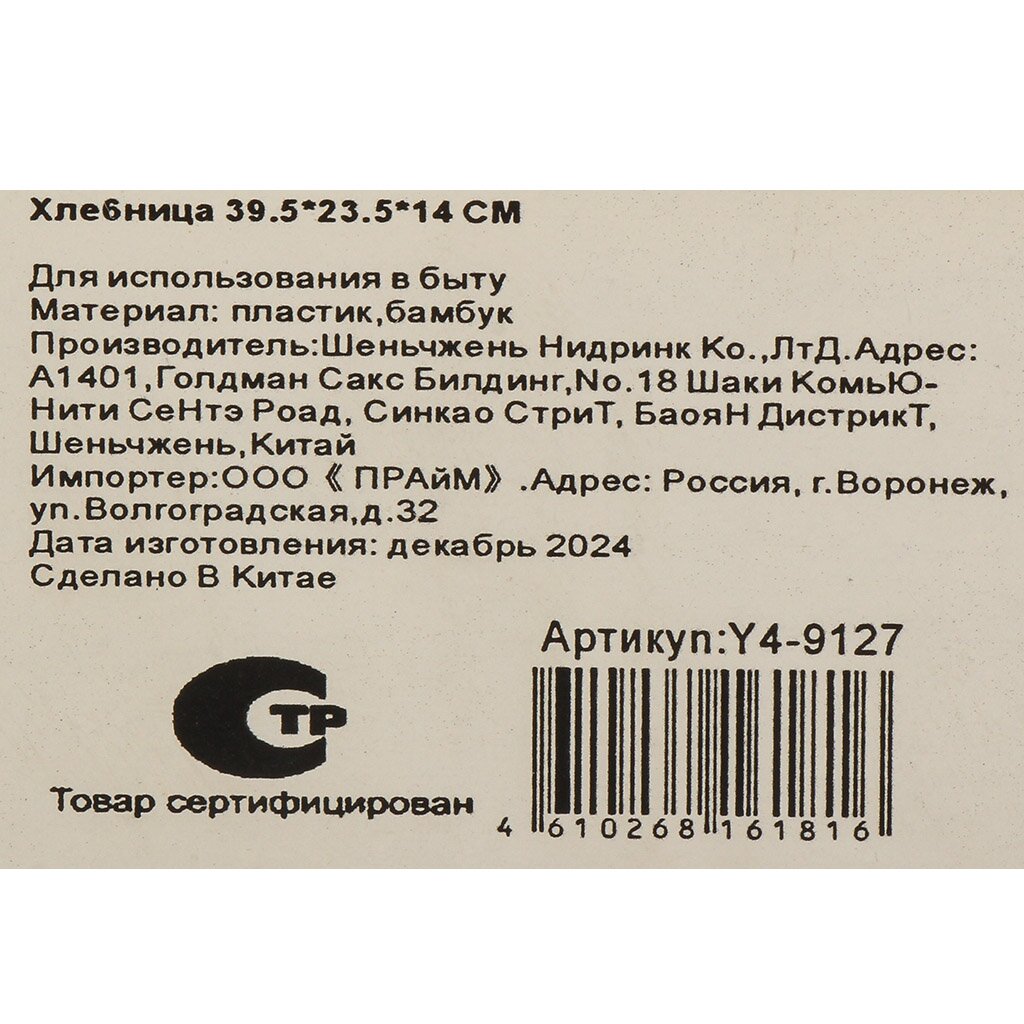 Хлебница 39.5*23.5*14 СМ
Для использования в быту
Материал: пластик,бамбук
Производитель:Шеньчжень Нидринк Ко.,ЛтД.Адрес:
А1401,Голдман Сакс Билдинг,No.18 Шаки КомьЮ-
Нити СеНтэ Роад, Синкао СтриТ, БаояН ДистрикТ,
Шеньчжень,Китай
Импортер:ООО《ПРАйМ》.Адрес: Россия, г.Воронеж,
уп.Волгоградская,д.32
Дата изготовления: декабрь 2024
Сделано В Китае
Артикуп:Y4-9127
СТР
Товар сертифицирован
4 610268 161816